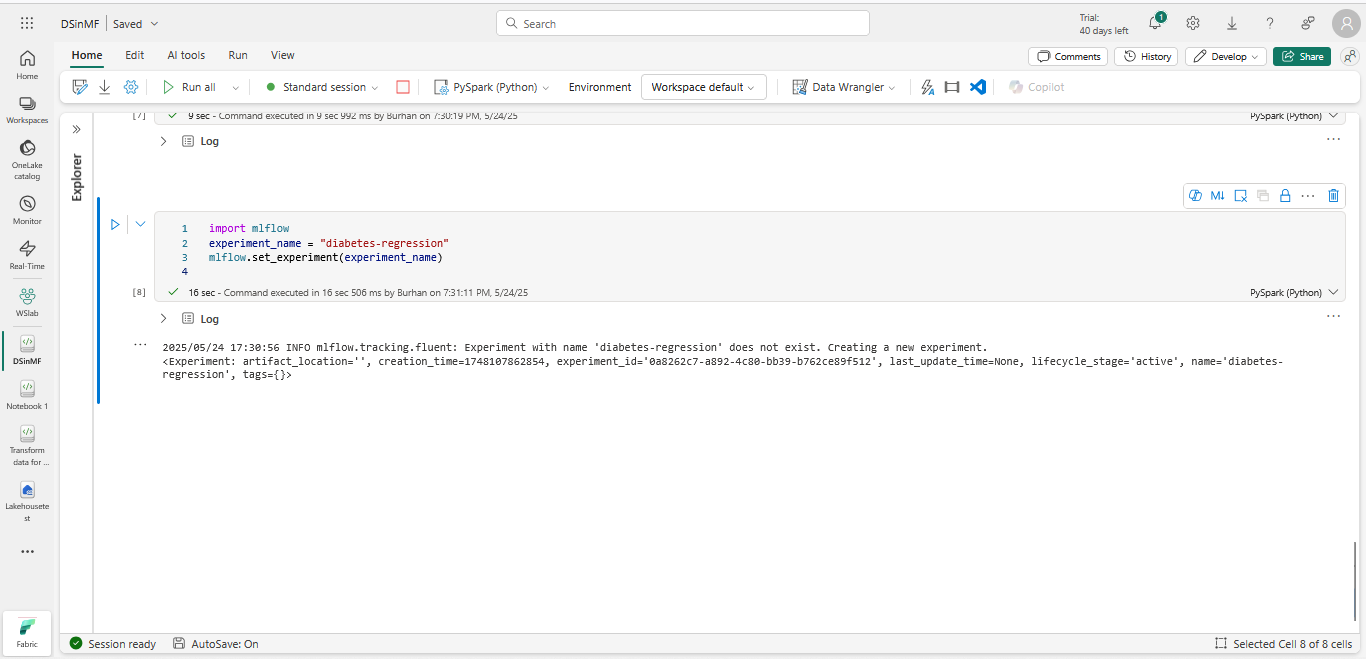 DSinMF
Saved
Search
Trial:
40 days left
1
Home
Edit
AI tools
Run
View
Comments
History
Develop
Share
Run all
Standard session
PySpark (Python)
Environment
Workspace default
Data Wrangler
Copilot
Home
Workspaces
OneLake
catalog
Monitor
Real-Time
WSlab
DSinMF
Notebook 1
Transform
data for ...
Lakehousete
st
Fabric
Explorer
[7]
9 sec - Command executed in 9 sec 992 ms by Burhan on 7:30:19 PM, 5/24/25
PySpark (Python)
Log
M↓
1 import mlflow
2 experiment_name = "diabetes-regression"
3 mlflow.set_experiment(experiment_name)
4
[8]
16 sec - Command executed in 16 sec 506 ms by Burhan on 7:31:11 PM, 5/24/25
PySpark (Python)
Log
2025/05/24 17:30:56 INFO mlflow.tracking.fluent: Experiment with name 'diabetes-regression' does not exist. Creating a new experiment.
<Experiment: artifact_location='', creation_time=1748107862854, experiment_id='0a8262c7-a892-4c80-bb39-b762ce89f512', last_update_time=None, lifecycle_stage='active', name='diabetes-
regression', tags={}>
Session ready
AutoSave: On
Selected Cell 8 of 8 cells